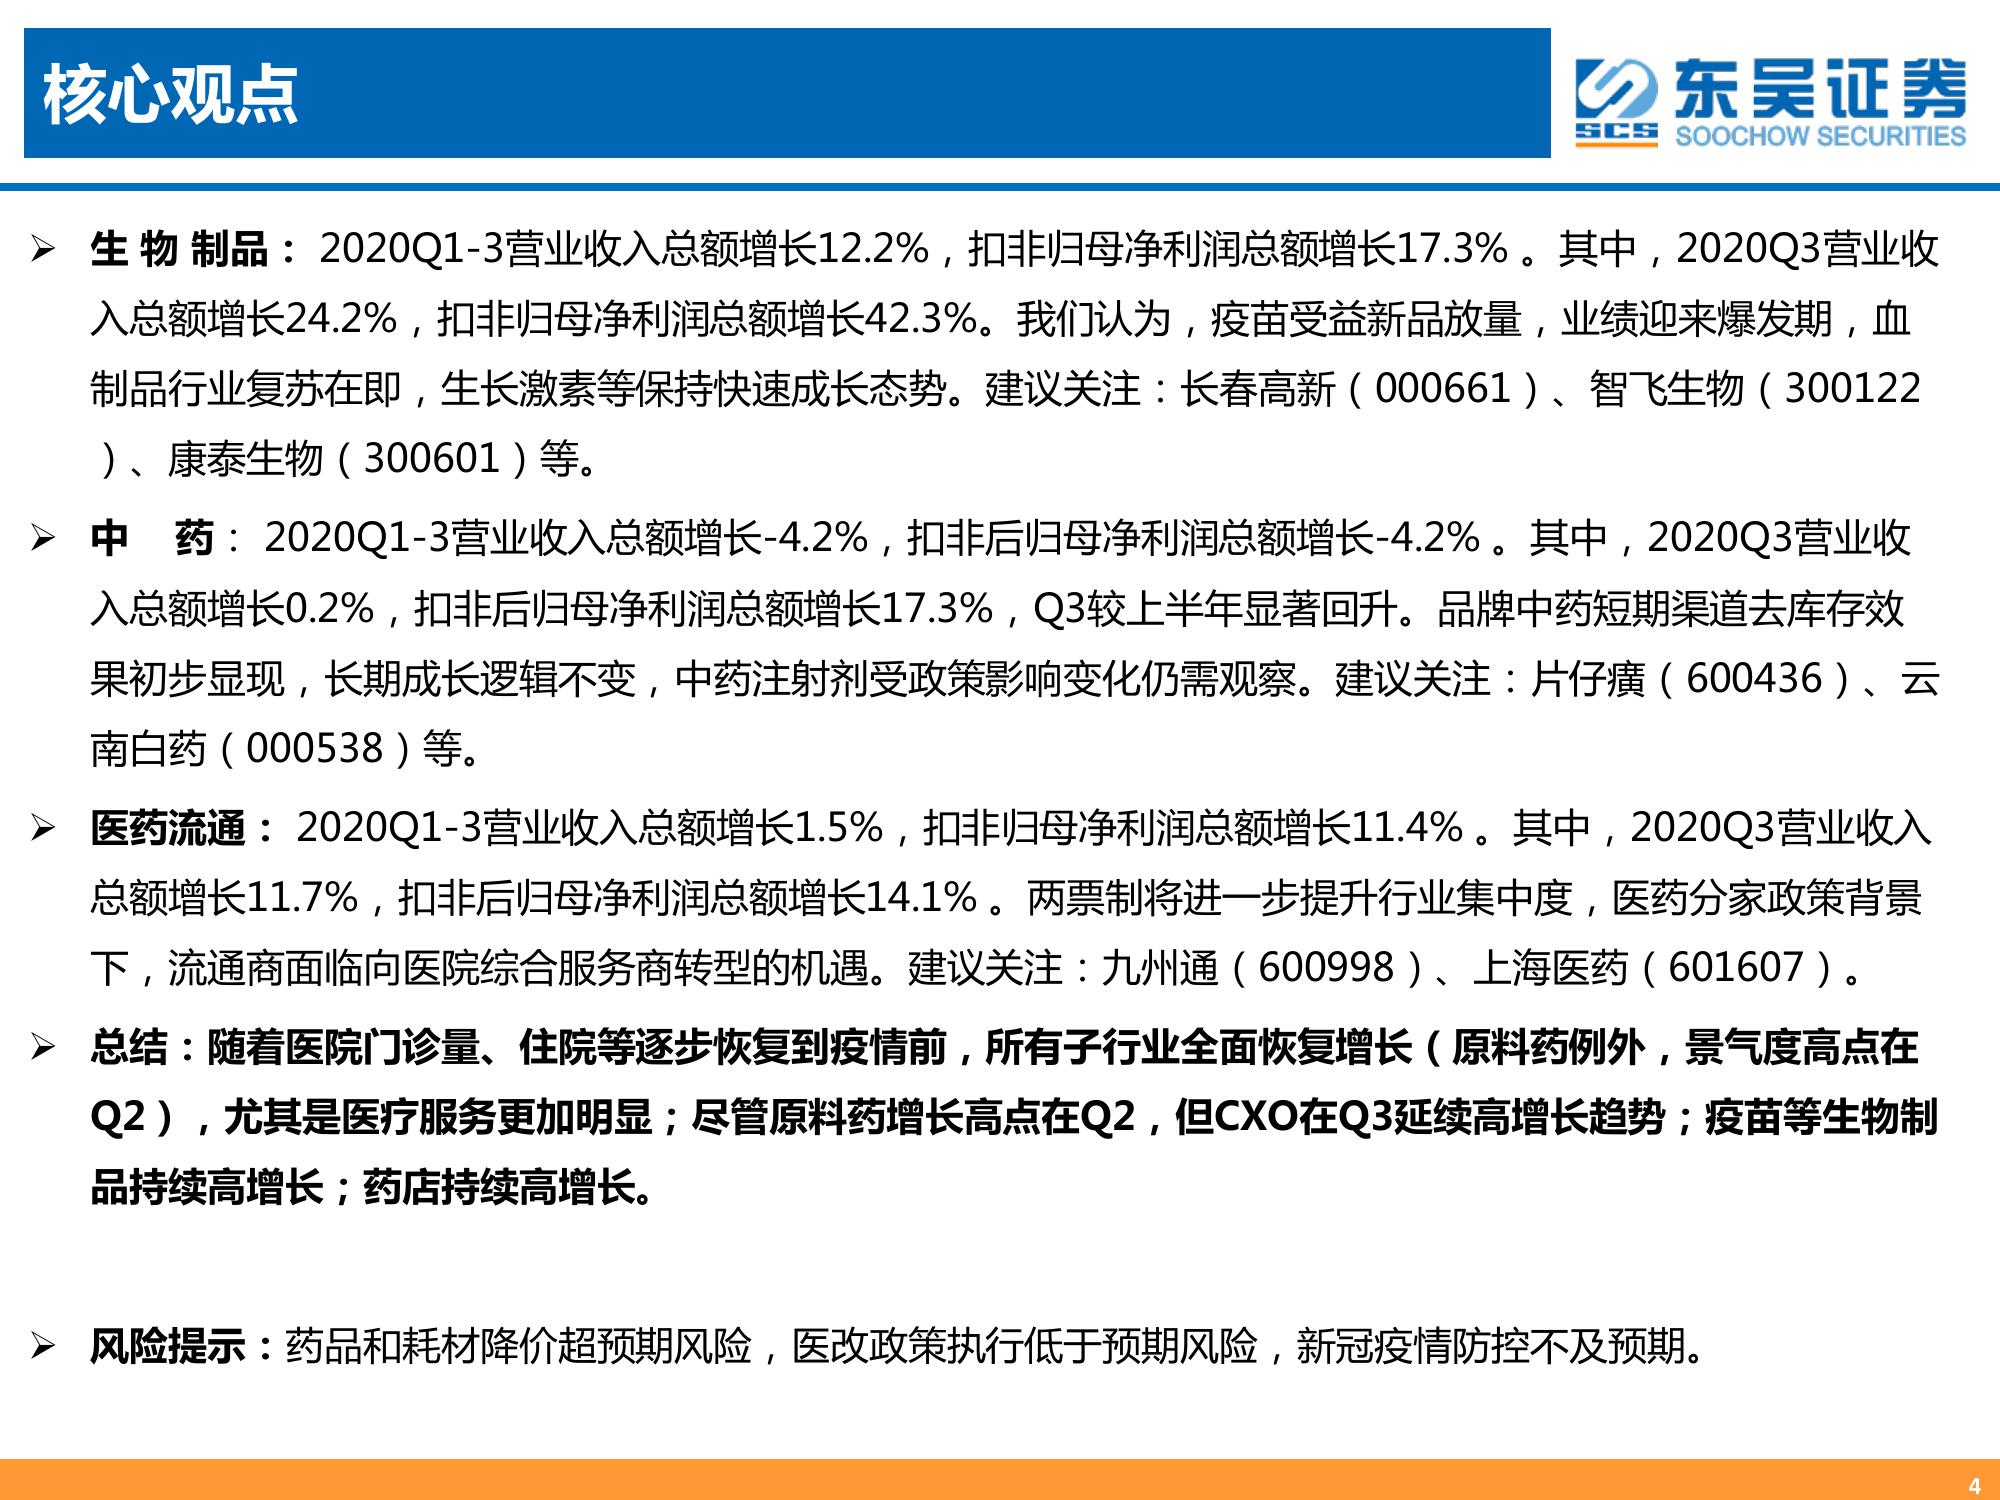 核心观点
SCS
东吴证券
SOOCHOW SECURITIES
➢ 生 物 制品： 2020Q1-3营业收入总额增长12.2%，扣非归母净利润总额增长17.3% 。其中，2020Q3营业收
入总额增长24.2%，扣非归母净利润总额增长42.3%。我们认为，疫苗受益新品放量，业绩迎来爆发期，血
制品行业复苏在即，生长激素等保持快速成长态势。建议关注：长春高新（000661）、智飞生物（300122
）、康泰生物（300601）等。
➢ 中 药： 2020Q1-3营业收入总额增长-4.2%，扣非后归母净利润总额增长-4.2% 。其中，2020Q3营业收
入总额增长0.2%，扣非后归母净利润总额增长17.3%，Q3较上半年显著回升。品牌中药短期渠道去库存效
果初步显现，长期成长逻辑不变，中药注射剂受政策影响变化仍需观察。建议关注：片仔癀（600436）、云
南白药（000538）等。
➢ 医药流通： 2020Q1-3营业收入总额增长1.5%，扣非归母净利润总额增长11.4% 。其中，2020Q3营业收入
总额增长11.7%，扣非后归母净利润总额增长14.1% 。两票制将进一步提升行业集中度，医药分家政策背景
下，流通商面临向医院综合服务商转型的机遇。建议关注：九州通（600998）、上海医药（601607）。
➢ 总结：随着医院门诊量、住院等逐步恢复到疫情前，所有子行业全面恢复增长（原料药例外，景气度高点在
Q2），尤其是医疗服务更加明显；尽管原料药增长高点在Q2，但CXO在Q3延续高增长趋势；疫苗等生物制
品持续高增长；药店持续高增长。
➢ 风险提示：药品和耗材降价超预期风险，医改政策执行低于预期风险，新冠疫情防控不及预期。
4